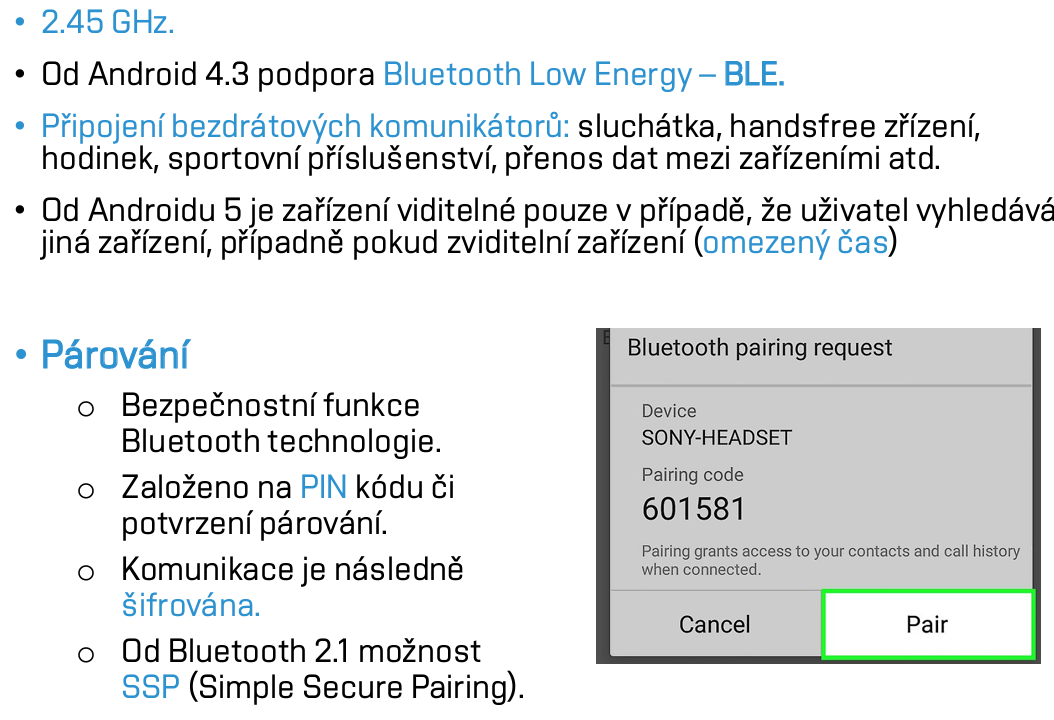 • 2.45 GHz.
• Od Android 4.3 podpora Bluetooth Low Energy – BLE.
• Připojení bezdrátových komunikátorů: sluchátka, handsfree zřízení,
hodinek, sportovní příslušenství, přenos dat mezi zařízeními atd.
• Od Androidu 5 je zařízení viditelné pouze v případě, že uživatel vyhledává
jiná zařízení, případně pokud zviditelní zařízení (omezený čas)
• Párování
o Bezpečnostní funkce
Bluetooth technologie.
o Založeno na PIN kódu či
potvrzení párování.
o Komunikace je následně
šifrována.
o Od Bluetooth 2.1 možnost
SSP (Simple Secure Pairing).
Bluetooth pairing request
Device
SONY-HEADSET
Pairing code
601581
Pairing grants access to your contacts and call history
when connected.
Cancel Pair